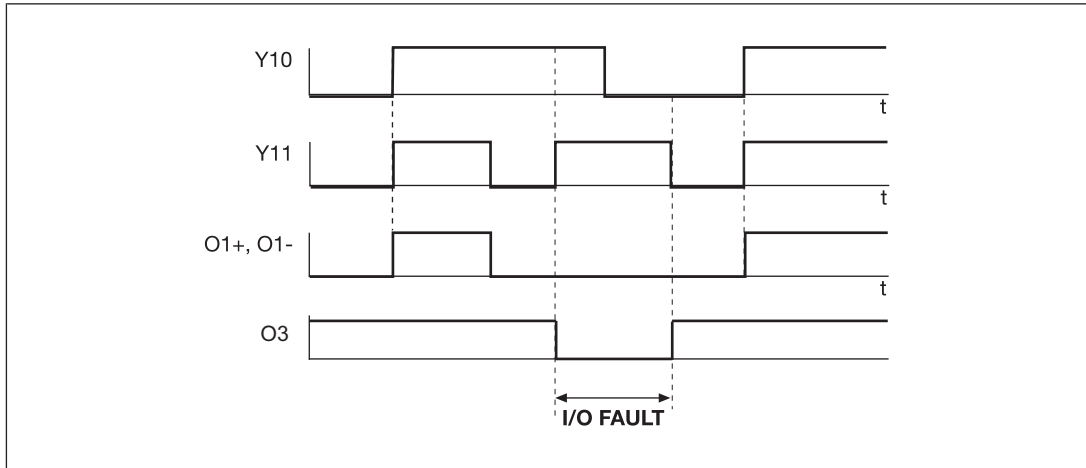 Y10
t
Y11
t
O1+, O1-
t
O3
I/O FAULT